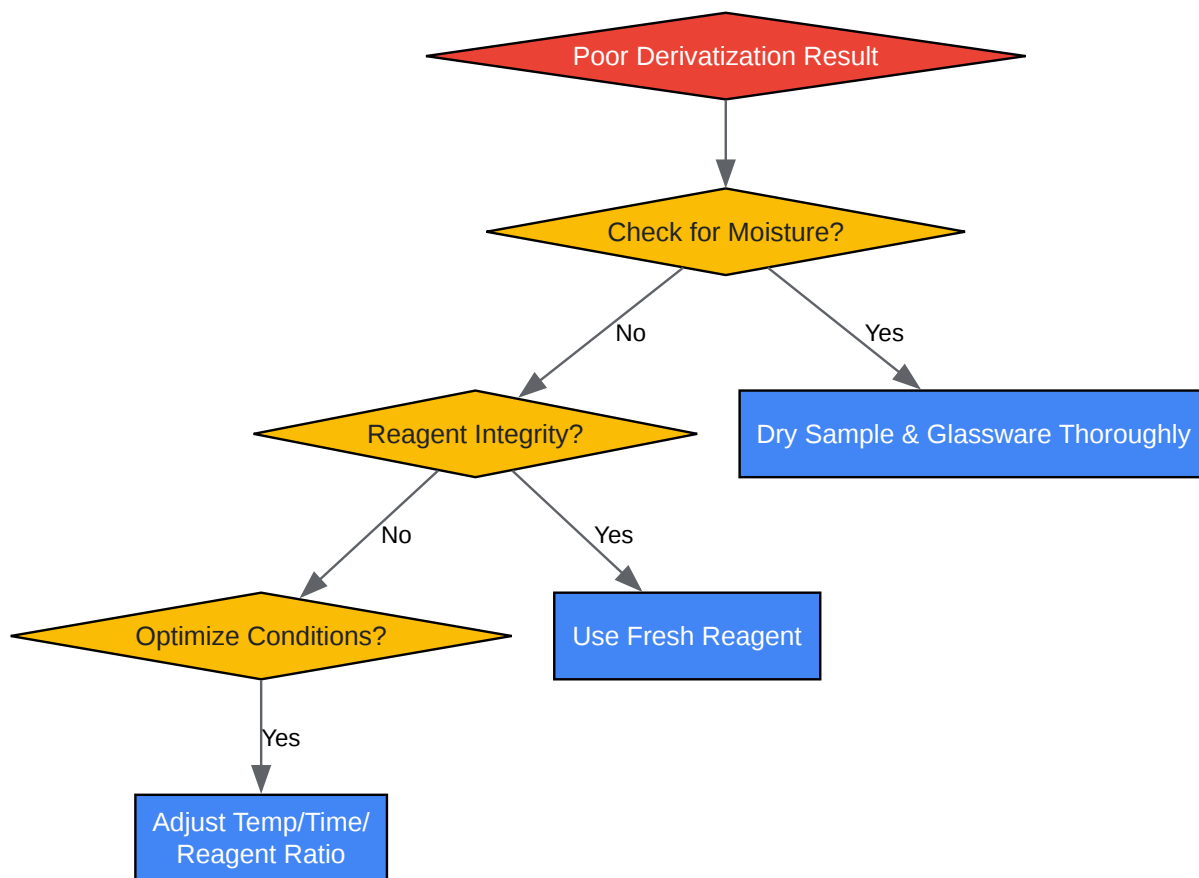 Poor Derivatization Result
Check for Moisture?
No
Yes
Reagent Integrity?
Dry Sample & Glassware Thoroughly
No
Yes
Optimize Conditions?
Use Fresh Reagent
Yes
Adjust Temp/Time/
Reagent Ratio